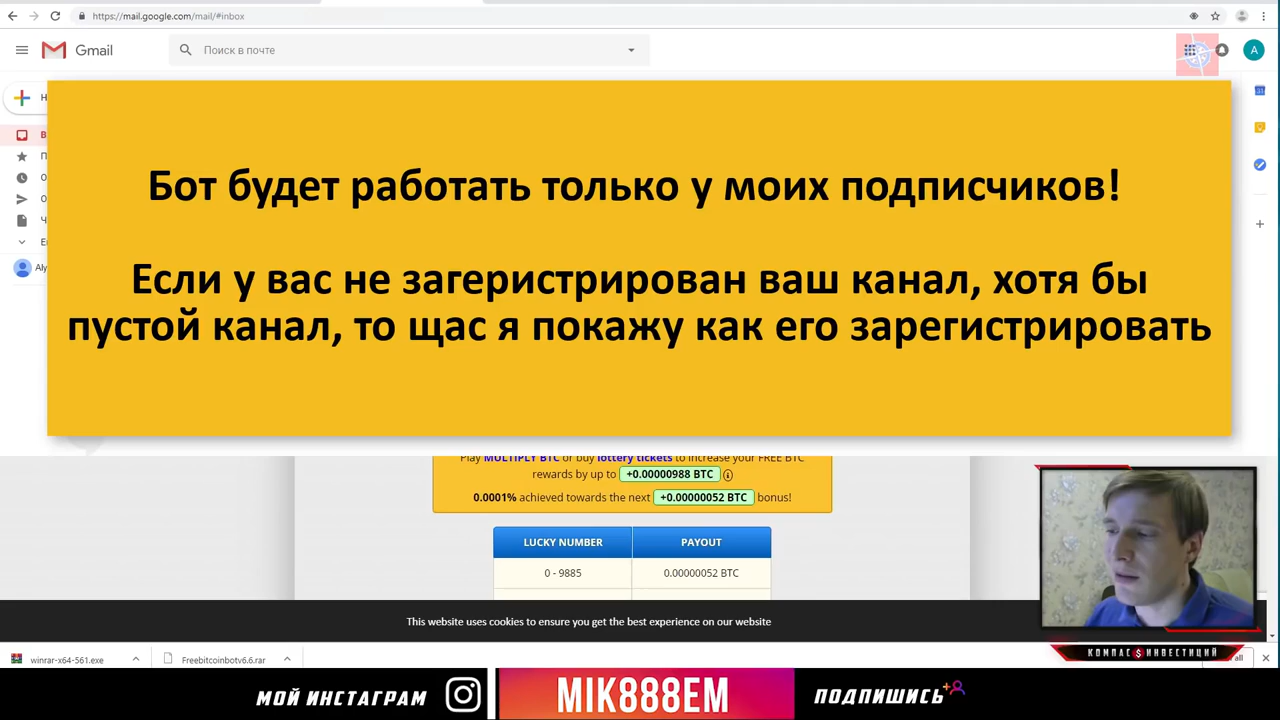 https://mail.google.com/mail/#inbox
Gmail
Поиск в почте
A
Н
Бот будет работать только у моих подписчиков!
Если у вас не загеристрирован ваш канал, хотя бы
пустой канал, то щас я покажу как его зарегистрировать
Aly
Play MULTIPLY BTC or buy lottery tickets to increase your FREE BTC
rewards by up to +0.00000988 BTC
0.0001% achieved towards the next +0.00000052 BTC bonus!
LUCKY NUMBER PAYOUT
0 - 9885 0.00000052 BTC
This website uses cookies to ensure you get the best experience on our website
КОМПАС $ ИНВЕСТИЦИЙ
winrar-x64-561.exe Freebitcoinbotv6.6.rar all
МОЙ ИНСТАГРАМ MIK888EM ПОДПИШИСЬ